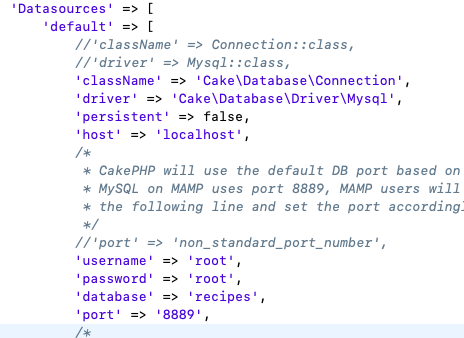 'Datasources' => [
'default' => [
//'className' => Connection::class,
//'driver' => Mysql::class,
'className' => 'Cake\Database\Connection',
'driver' => 'Cake\Database\Driver\Mysql',
'persistent' => false,
'host' => 'localhost',
/*
* CakePHP will use the default DB port based on
* MySQL on MAMP uses port 8889, MAMP users will
* the following line and set the port accordingl
*/
//'port' => 'non_standard_port_number',
'username' => 'root',
'password' => 'root',
'database' => 'recipes',
'port' => '8889',
/*